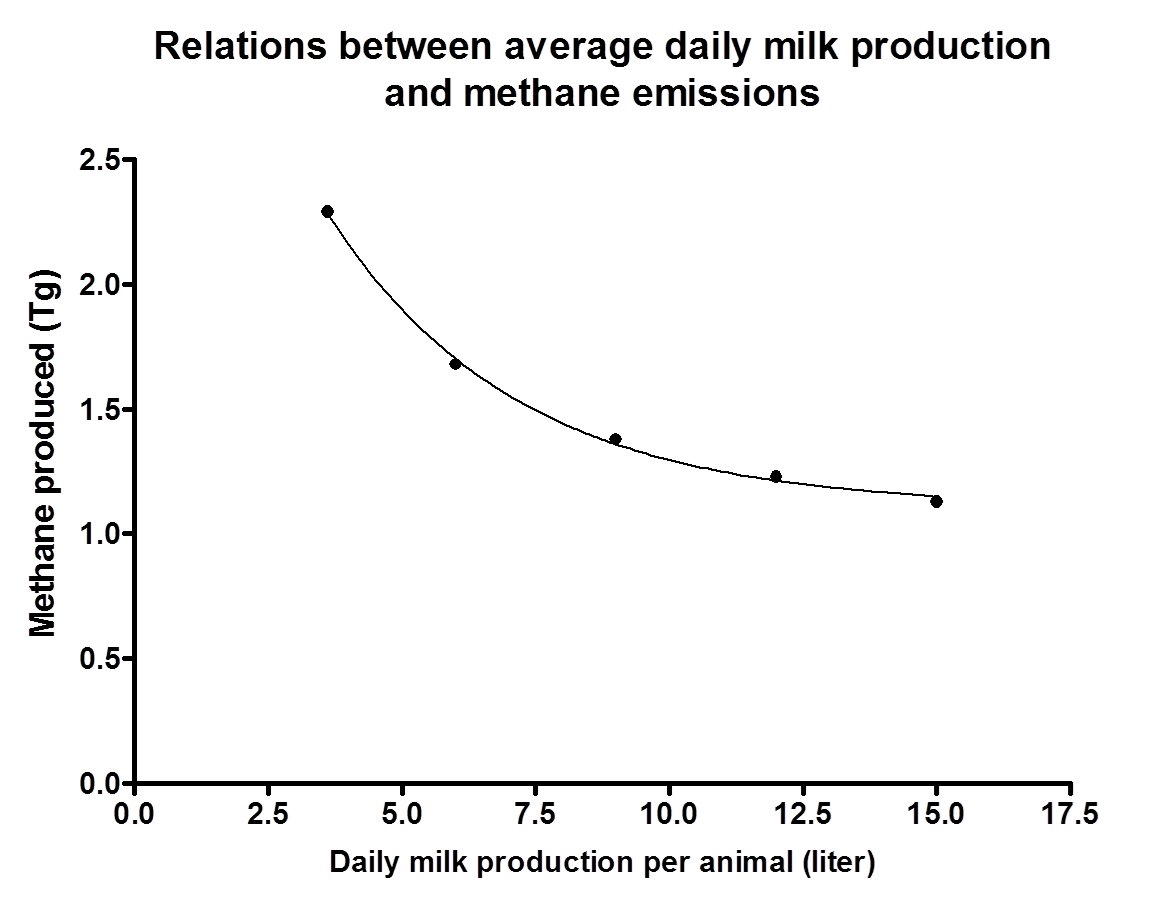 Relations between average daily milk production
and methane emissions
Methane produced (Tg)
2.5
2.0
1.5
1.0
0.5
0.0
0.0 2.5 5.0 7.5 10.0 12.5 15.0 17.5
Daily milk production per animal (liter)